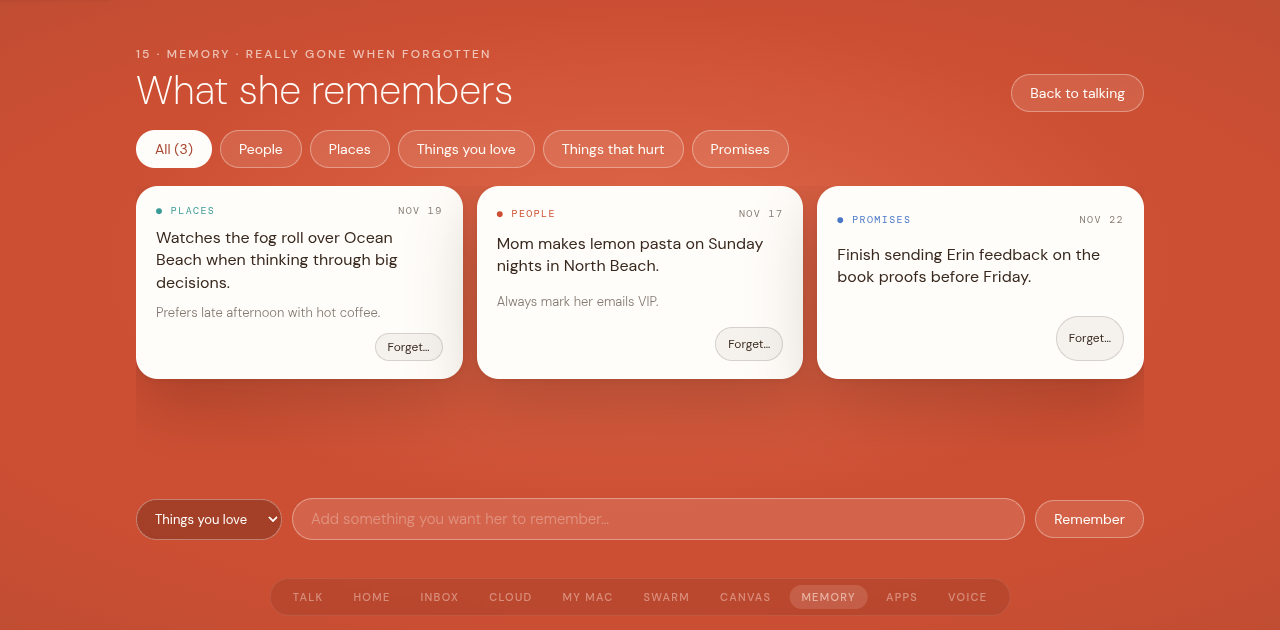 15 · MEMORY · REALLY GONE WHEN FORGOTTEN
What she remembers
Back to talking
All (3)
People
Places
Things you love
Things that hurt
Promises
PLACES
NOV 19
Watches the fog roll over Ocean
Beach when thinking through big
decisions.
Prefers late afternoon with hot coffee.
Forget…
PEOPLE
NOV 17
Mom makes lemon pasta on Sunday
nights in North Beach.
Always mark her emails VIP.
Forget…
PROMISES
NOV 22
Finish sending Erin feedback on the
book proofs before Friday.
Forget…
Things you love
Add something you want her to remember…
Remember
TALK
HOME
INBOX
CLOUD
MY MAC
SWARM
CANVAS
MEMORY
APPS
VOICE